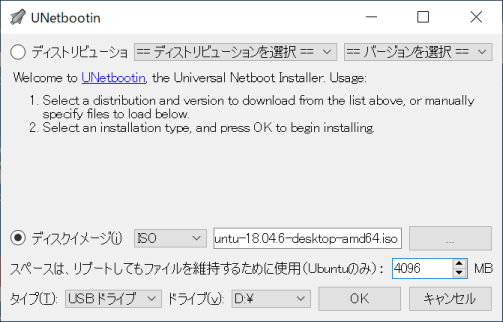 UNetbootin
ディストリビューショ == ディストリビューションを選択 == == バージョンを選択 ==
Welcome to UNetbootin, the Universal Netboot Installer. Usage:
1. Select a distribution and version to download from the list above, or manually
specify files to load below.
2. Select an installation type, and press OK to begin installing.
ディスクイメージ(i) ISO untu-18.04.6-desktop-amd64.iso ...
スペースは、リブートしてもファイルを維持するために使用(Ubuntuのみ): 4096 MB
タイプ(T): USBドライブ ドライブ(v): D:¥ OK キャンセル